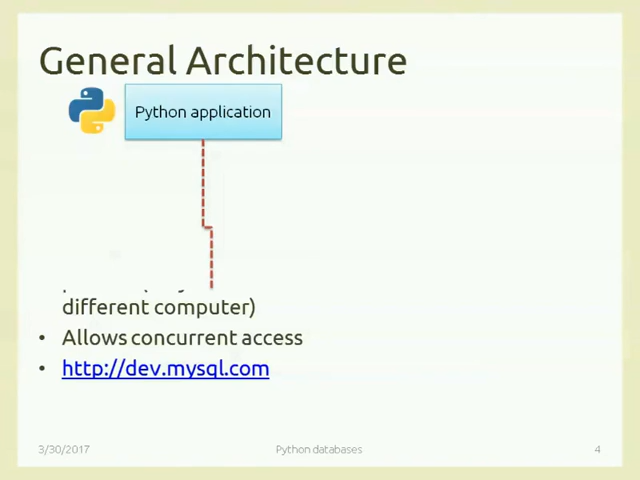 General Architecture
Python application
different computer)
• Allows concurrent access
• http://dev.mysql.com
3/30/2017
Python databases
4